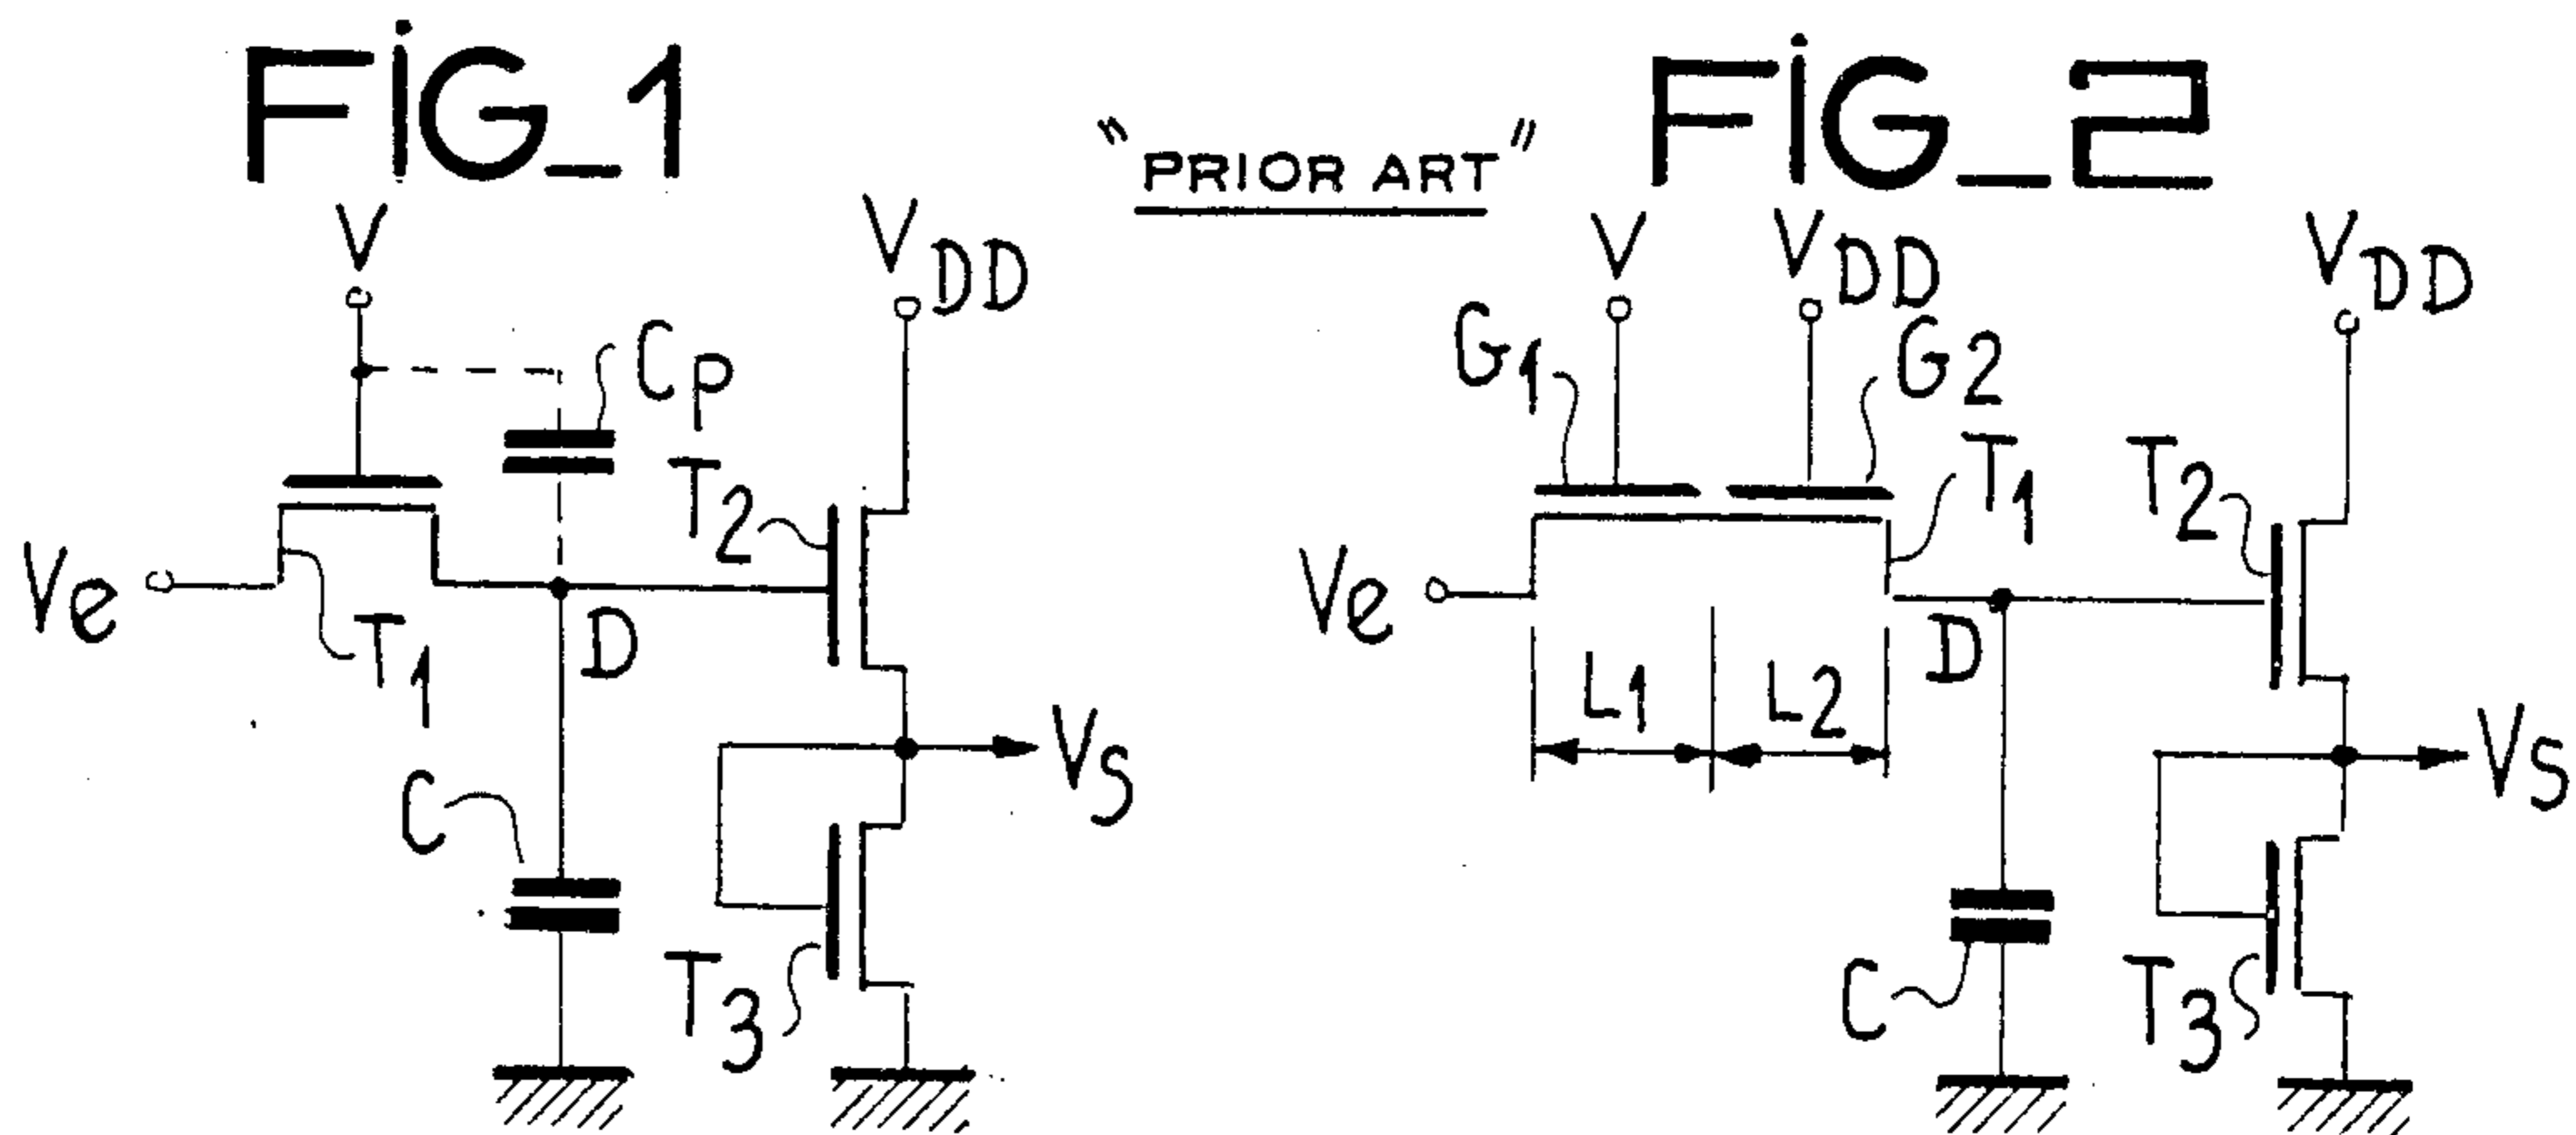 FiG_1
"PRIOR ART"
FiG_2
V
VDD
CP
T2
Ve
T1
D
C
VS
T3
V
VDD
VDD
G1
G2
T1
T2
Ve
L1
L2
D
VS
C
T3